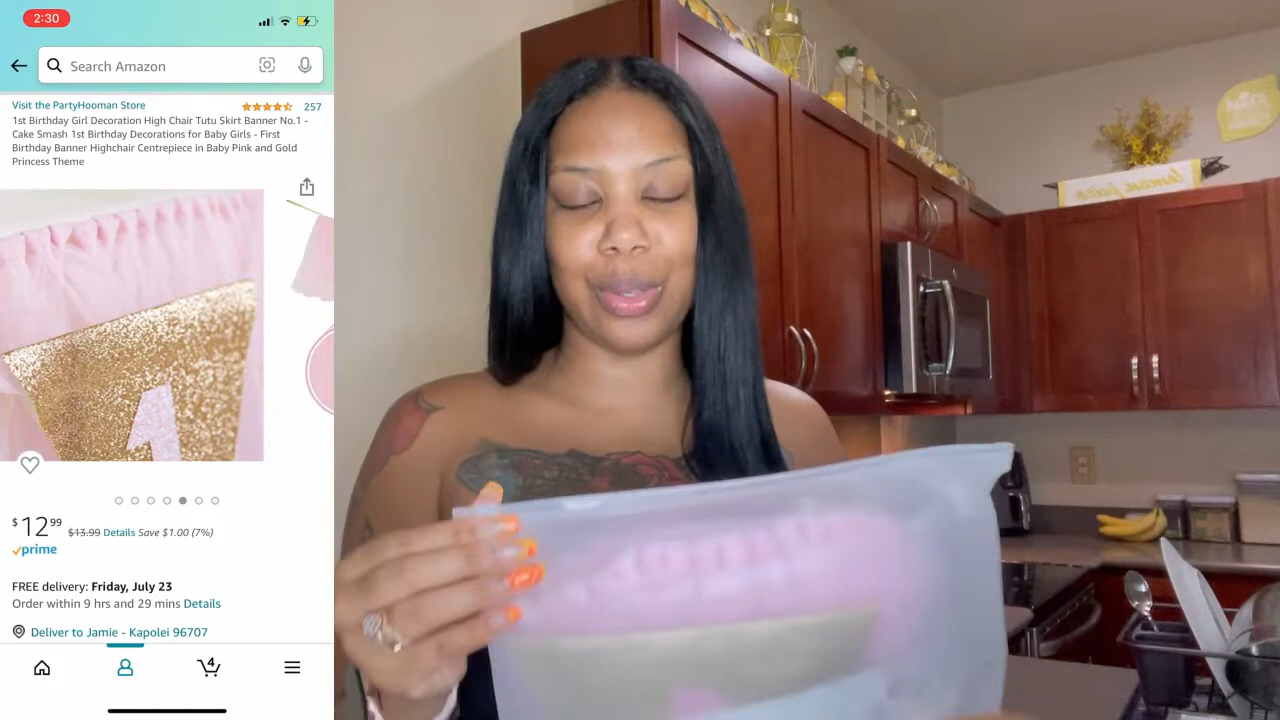 2:30
Search Amazon
Visit the PartyHooman Store
257
1st Birthday Girl Decoration High Chair Tutu Skirt Banner No.1 -
Cake Smash 1st Birthday Decorations for Baby Girls - First
Birthday Banner Highchair Centrepiece in Baby Pink and Gold
Princess Theme
1
$12 99 $13.99 Details Save $1.00 (7%)
prime
FREE delivery: Friday, July 23
Order within 9 hrs and 29 mins Details
Deliver to Jamie - Kapolei 96707
4